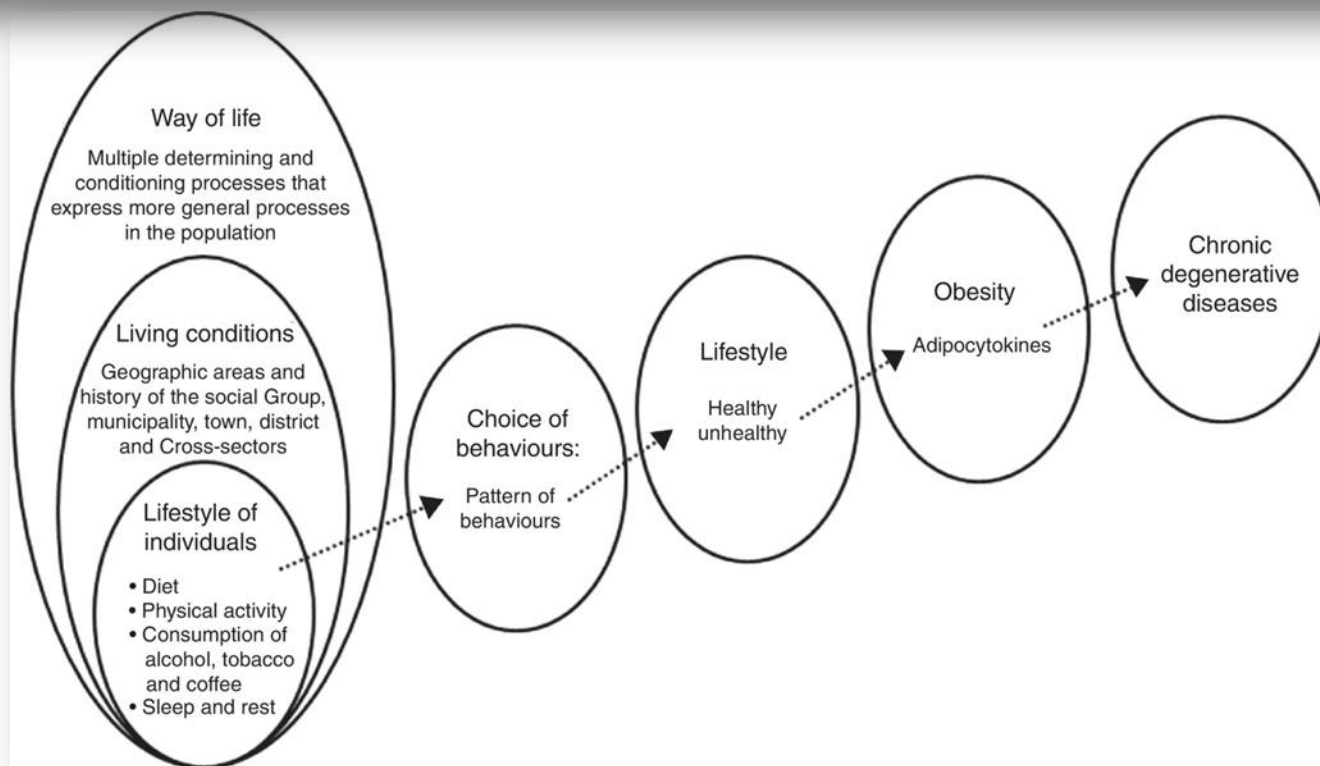 Way of life
Multiple determining and
conditioning processes that
express more general processes
in the population
Living conditions
Geographic areas and
history of the social Group,
municipality, town, district
and Cross-sectors
Lifestyle of
individuals
• Diet
• Physical activity
• Consumption of
alcohol, tobacco
and coffee
• Sleep and rest
Choice of
behaviours:
Pattern of
behaviours
Lifestyle
Healthy
unhealthy
Obesity
Adipocytokines
Chronic
degenerative
diseases